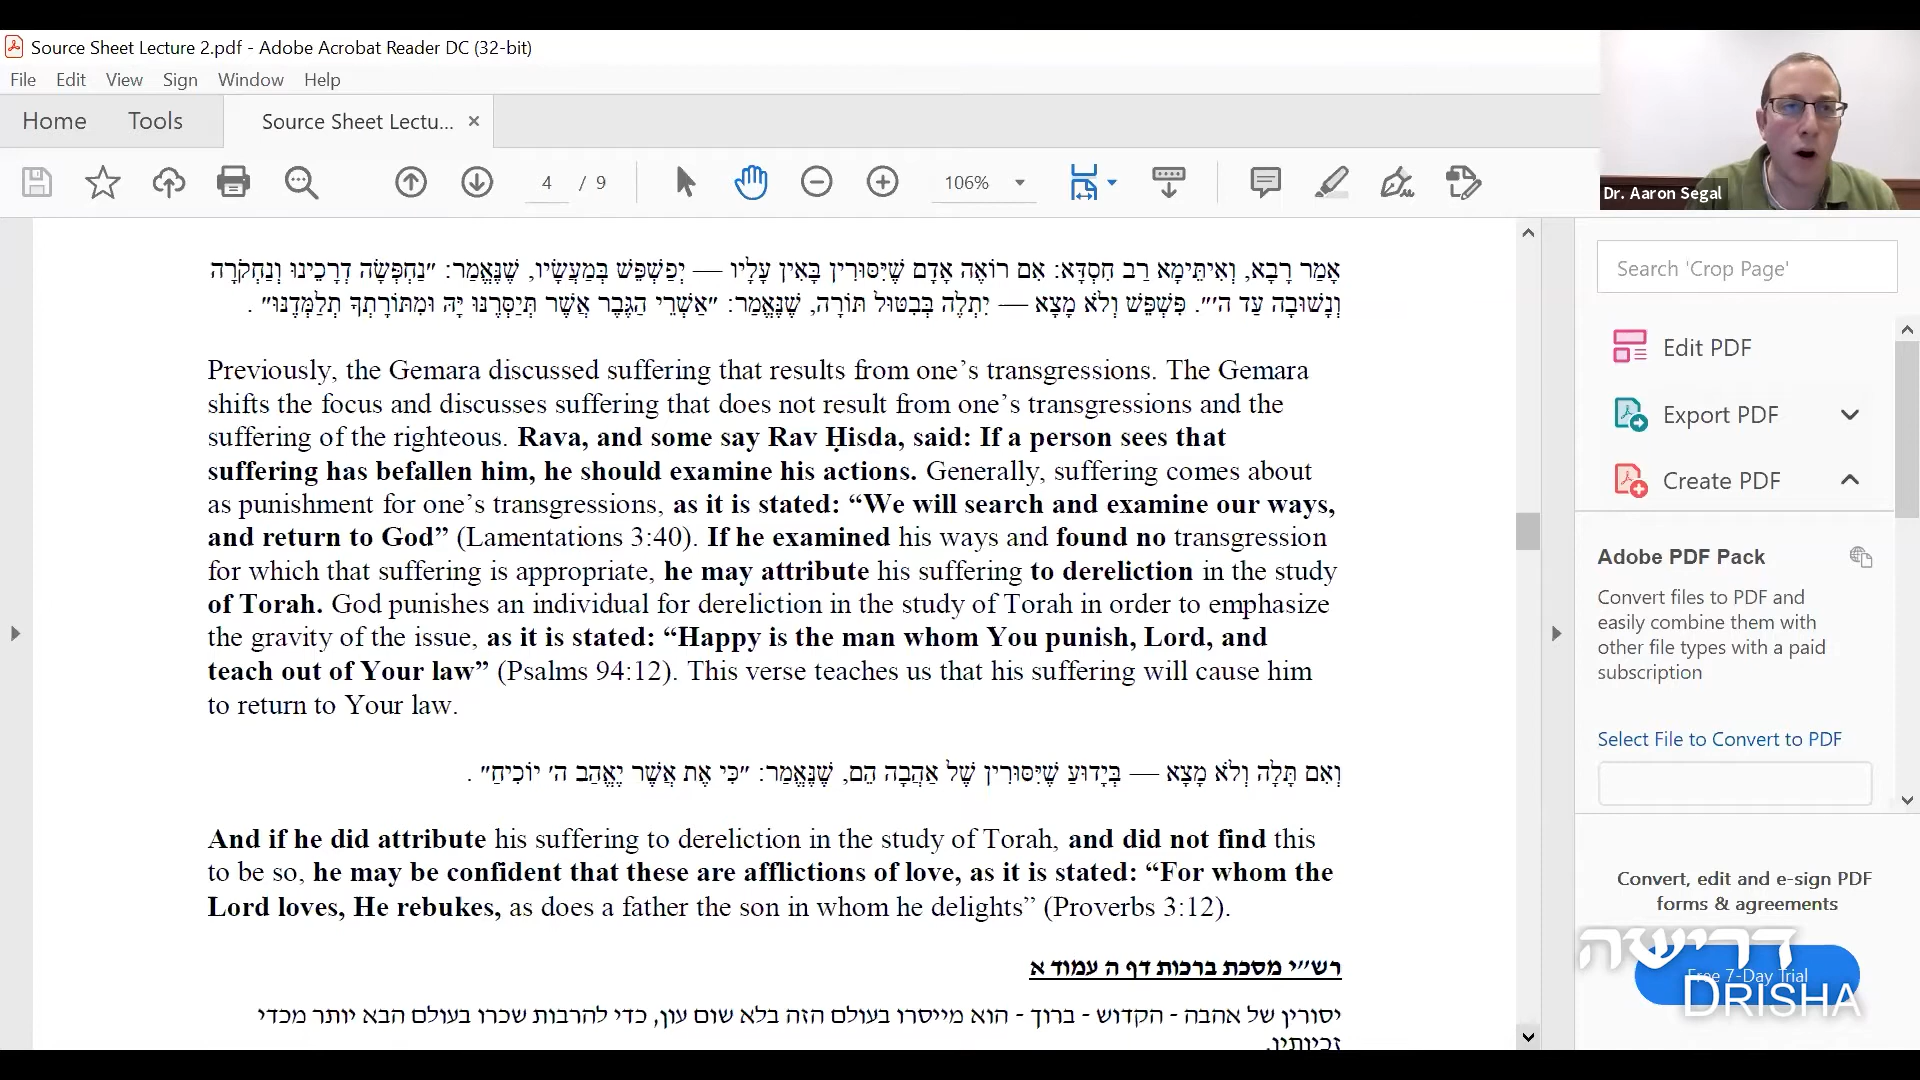 Source Sheet Lecture 2.pdf - Adobe Acrobat Reader DC (32-bit)
File Edit View Sign Window Help
Home Tools Source Sheet Lectu... ×
4 / 9 106%
Dr. Aaron Segal
אָמַר רָבָא, וְאִיתֵּימָא רַב חִסְדָּא: אִם רוֹאֶה אָדָם שֶׁיִּסּוּרִין בָּאִין עָלָיו — יְפַשְׁפֵּשׁ בְּמַעֲשָׂיו, שֶׁנֶּאֱמַר: ״נַחְפְּשָׂה דְרָכֵינוּ וְנַחְקֹרָה
וְנָשׁוּבָה עַד ה׳״. פִּשְׁפֵּשׁ וְלֹא מָצָא — יִתְלֶה בְּבִטּוּל תּוֹרָה, שֶׁנֶּאֱמַר: ״אַשְׁרֵי הַגֶּבֶר אֲשֶׁר תְּיַסְּרֶנּוּ יָּהּ וּמִתּוֹרָתְךָ תְלַמְּדֶנּוּ״ .
Previously, the Gemara discussed suffering that results from one’s transgressions. The Gemara
shifts the focus and discusses suffering that does not result from one’s transgressions and the
suffering of the righteous. Rava, and some say Rav Ḥisda, said: If a person sees that
suffering has befallen him, he should examine his actions. Generally, suffering comes about
as punishment for one’s transgressions, as it is stated: “We will search and examine our ways,
and return to God” (Lamentations 3:40). If he examined his ways and found no transgression
for which that suffering is appropriate, he may attribute his suffering to dereliction in the study
of Torah. God punishes an individual for dereliction in the study of Torah in order to emphasize
the gravity of the issue, as it is stated: “Happy is the man whom You punish, Lord, and
teach out of Your law” (Psalms 94:12). This verse teaches us that his suffering will cause him
to return to Your law.
וְאִם תָּלָה וְלֹא מָצָא — בְּיָדוּעַ שֶׁיִּסּוּרִין שֶׁל אַהֲבָה הֵם, שֶׁנֶּאֱמַר: ״כִּי אֶת אֲשֶׁר יֶאֱהַב ה׳ יוֹכִיחַ״ .
And if he did attribute his suffering to dereliction in the study of Torah, and did not find this
to be so, he may be confident that these are afflictions of love, as it is stated: “For whom the
Lord loves, He rebukes, as does a father the son in whom he delights” (Proverbs 3:12).
רש״י מסכת ברכות דף ה עמוד א
יסורין של אהבה - הקדוש - ברוך - הוא מייסרו בעולם הזה בלא שום עון, כדי להרבות שכרו בעולם הבא יותר מכדי
זכיותיו.
Search 'Crop Page'
Edit PDF
Export PDF
Create PDF
Adobe PDF Pack
Convert files to PDF and
easily combine them with
other file types with a paid
subscription
Select File to Convert to PDF
Convert, edit and e-sign PDF
forms & agreements
Free 7-Day Trial
דרישה
DRISHA